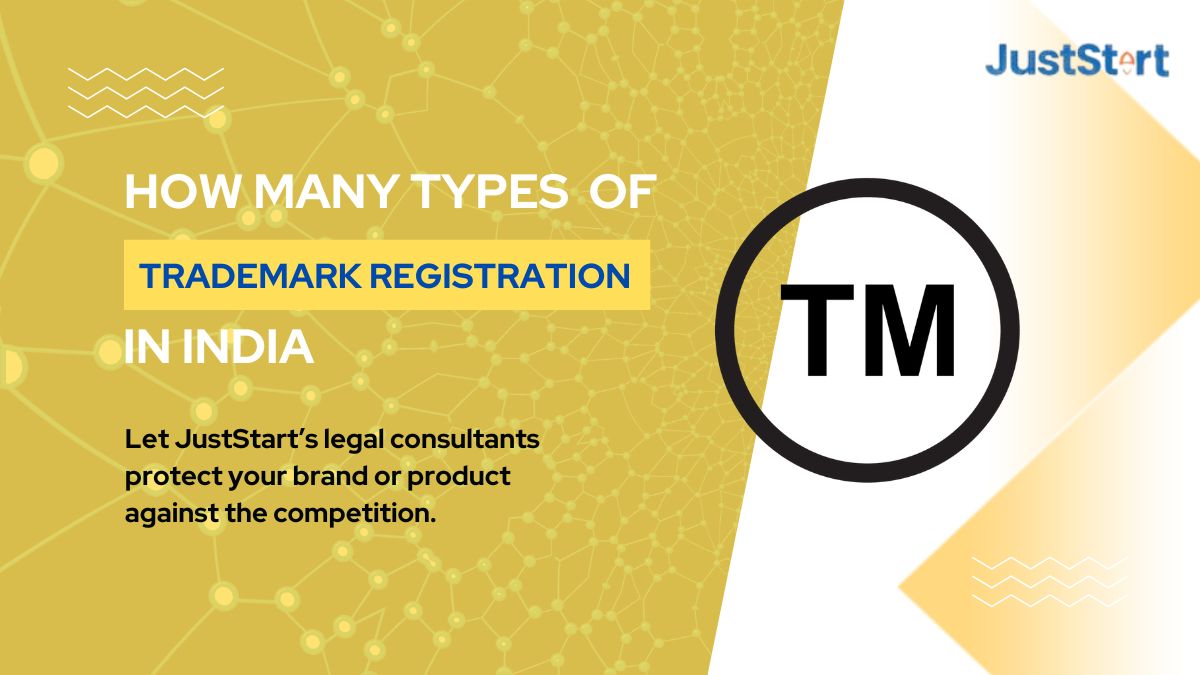 JustStart
HOW MANY TYPES OF
TRADEMARK REGISTRATION
IN INDIA
TM
Let JustStart’s legal consultants
protect your brand or product
against the competition.